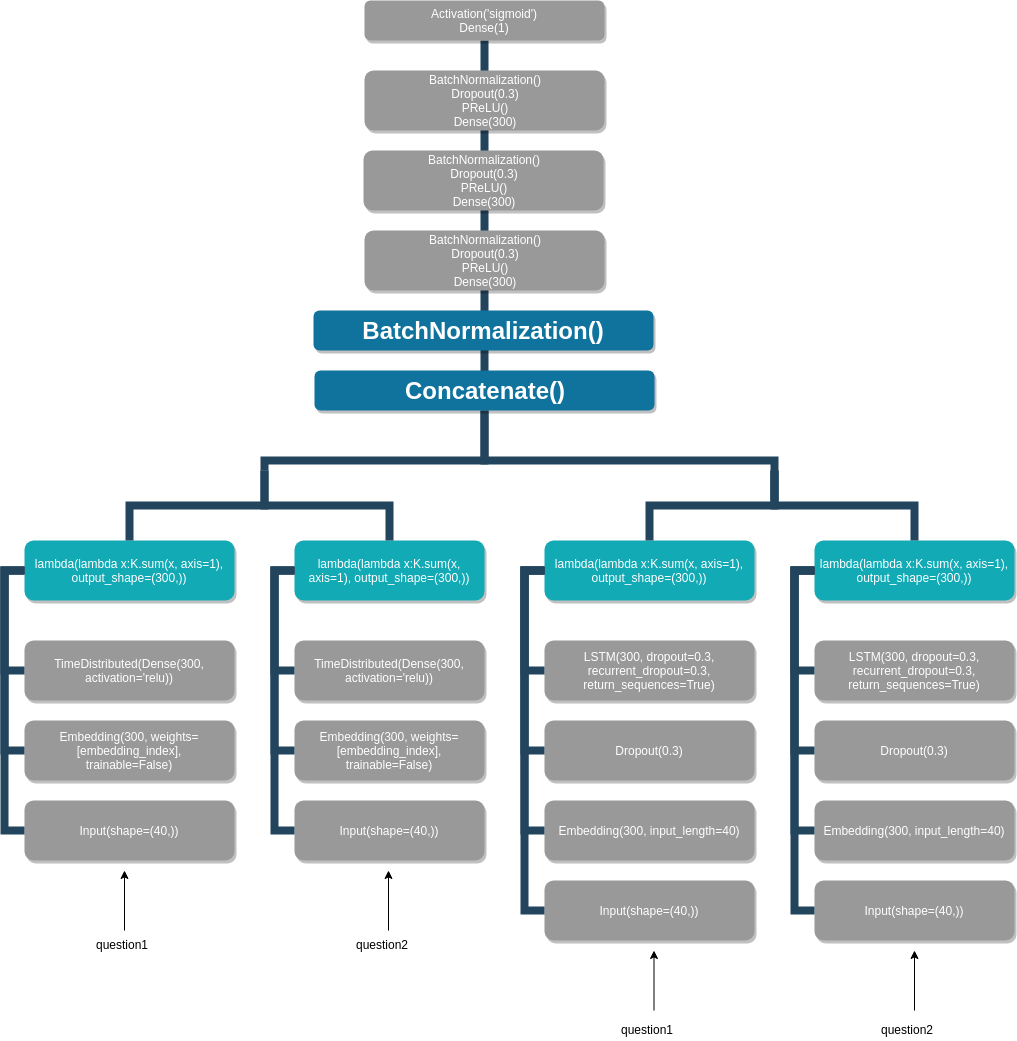 Activation('sigmoid')
Dense(1)
BatchNormalization()
Dropout(0.3)
PReLU()
Dense(300)
BatchNormalization()
Dropout(0.3)
PReLU()
Dense(300)
BatchNormalization()
Dropout(0.3)
PReLU()
Dense(300)
BatchNormalization()
Concatenate()
lambda(lambda x:K.sum(x, axis=1),
output_shape=(300,))
lambda(lambda x:K.sum(x,
axis=1), output_shape=(300,))
lambda(lambda x:K.sum(x, axis=1),
output_shape=(300,))
lambda(lambda x:K.sum(x, axis=1),
output_shape=(300,))
TimeDistributed(Dense(300,
activation='relu))
TimeDistributed(Dense(300,
activation='relu))
LSTM(300, dropout=0.3,
recurrent_dropout=0.3,
return_sequences=True)
LSTM(300, dropout=0.3,
recurrent_dropout=0.3,
return_sequences=True)
Embedding(300, weights=
[embedding_index],
trainable=False)
Embedding(300, weights=
[embedding_index],
trainable=False)
Dropout(0.3)
Dropout(0.3)
Input(shape=(40,))
Input(shape=(40,))
Embedding(300, input_length=40)
Embedding(300, input_length=40)
Input(shape=(40,))
Input(shape=(40,))
question1
question2
question1
question2